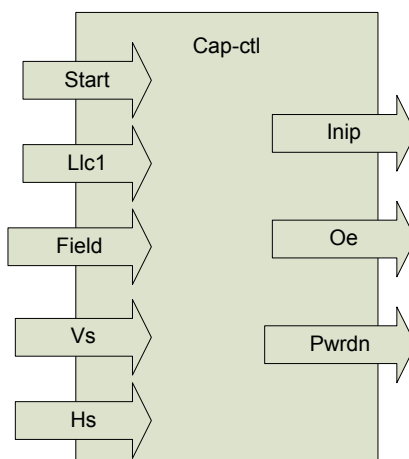 Cap-ctl
Start
Llc1
Field
Vs
Hs
Inip
Oe
Pwrdn